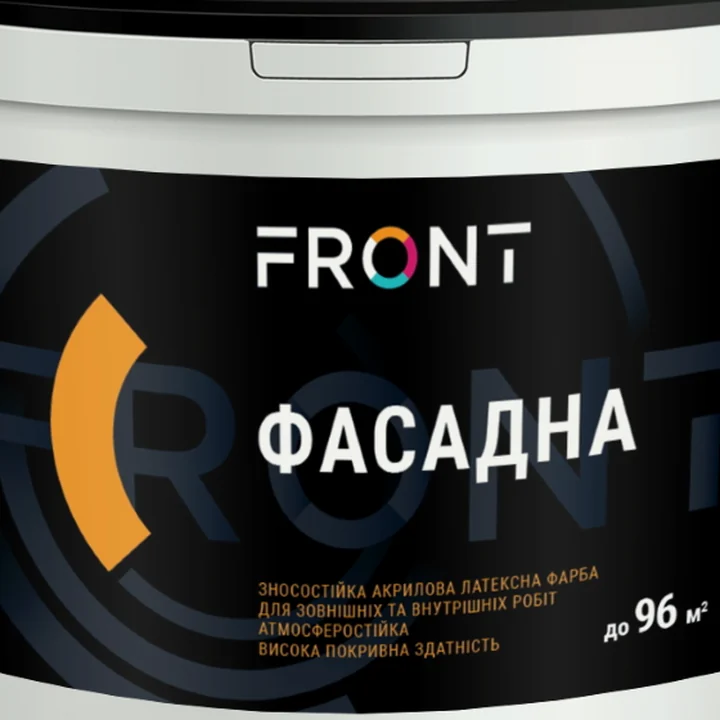 FRONT
ФАСАДНА
ЗНОСОСТІЙКА АКРИЛОВА ЛАТЕКСНА ФАРБА
ДЛЯ ЗОВНІШНІХ ТА ВНУТРІШНІХ РОБІТ
АТМОСФЕРОСТІЙКА
ВИСОКА ПОКРИВНА ЗДАТНІСТЬ
до 96 м²